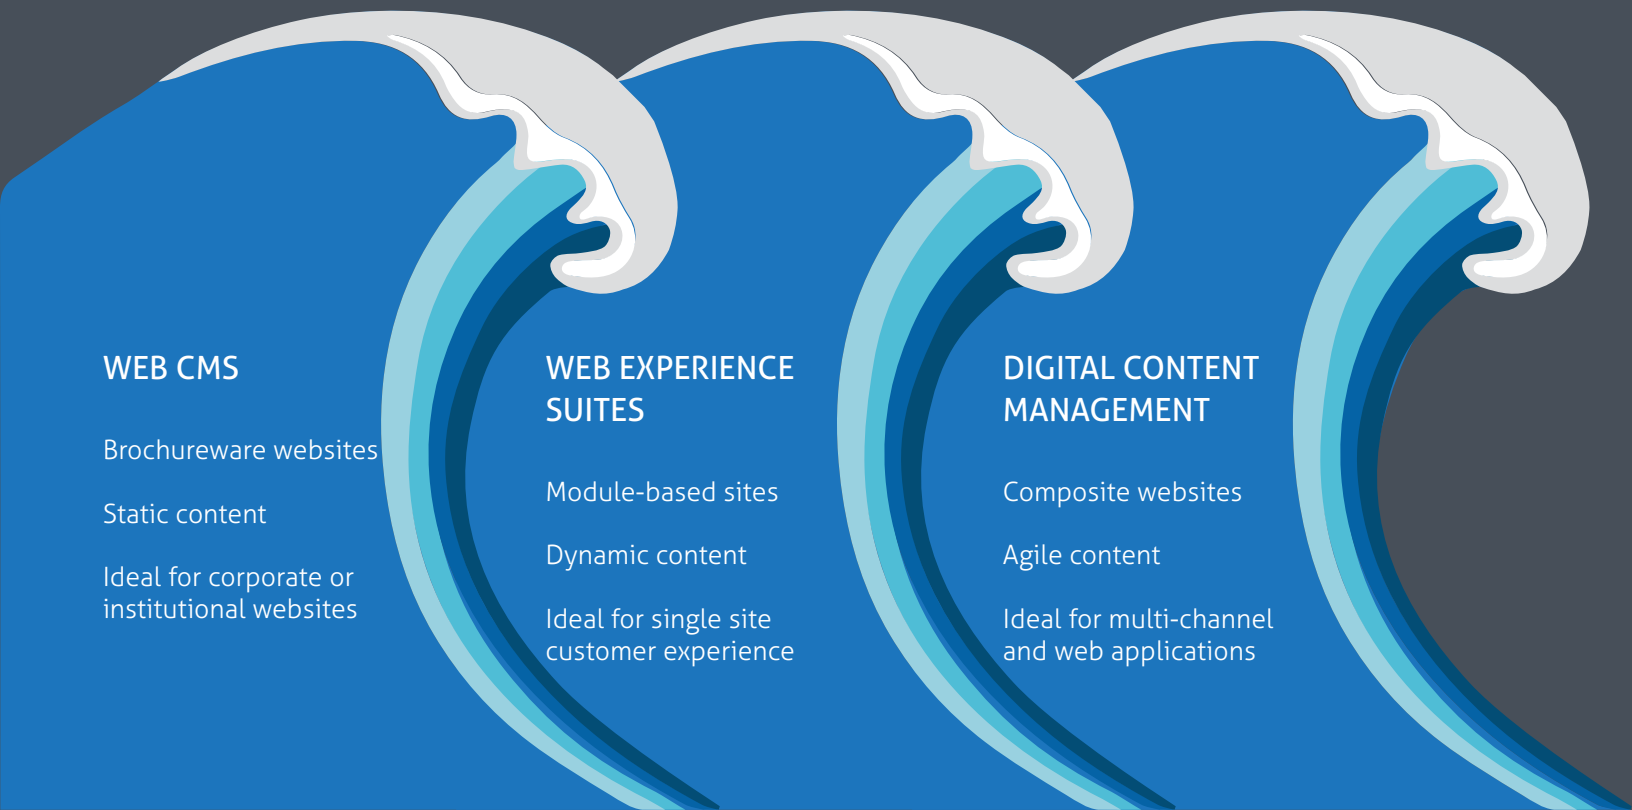 WEB CMS
Brochureware websites
Static content
Ideal for corporate or
institutional websites
WEB EXPERIENCE
SUITES
Module-based sites
Dynamic content
Ideal for single site
customer experience
DIGITAL CONTENT
MANAGEMENT
Composite websites
Agile content
Ideal for multi-channel
and web applications